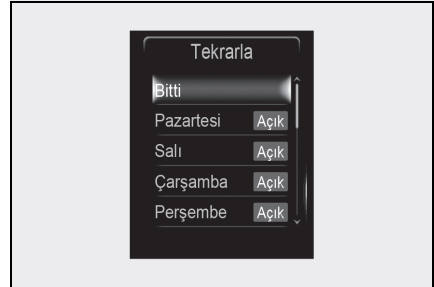 Tekrarla
Bitti
Pazartesi Açık
Salı Açık
Çarşamba Açık
Perşembe Açık